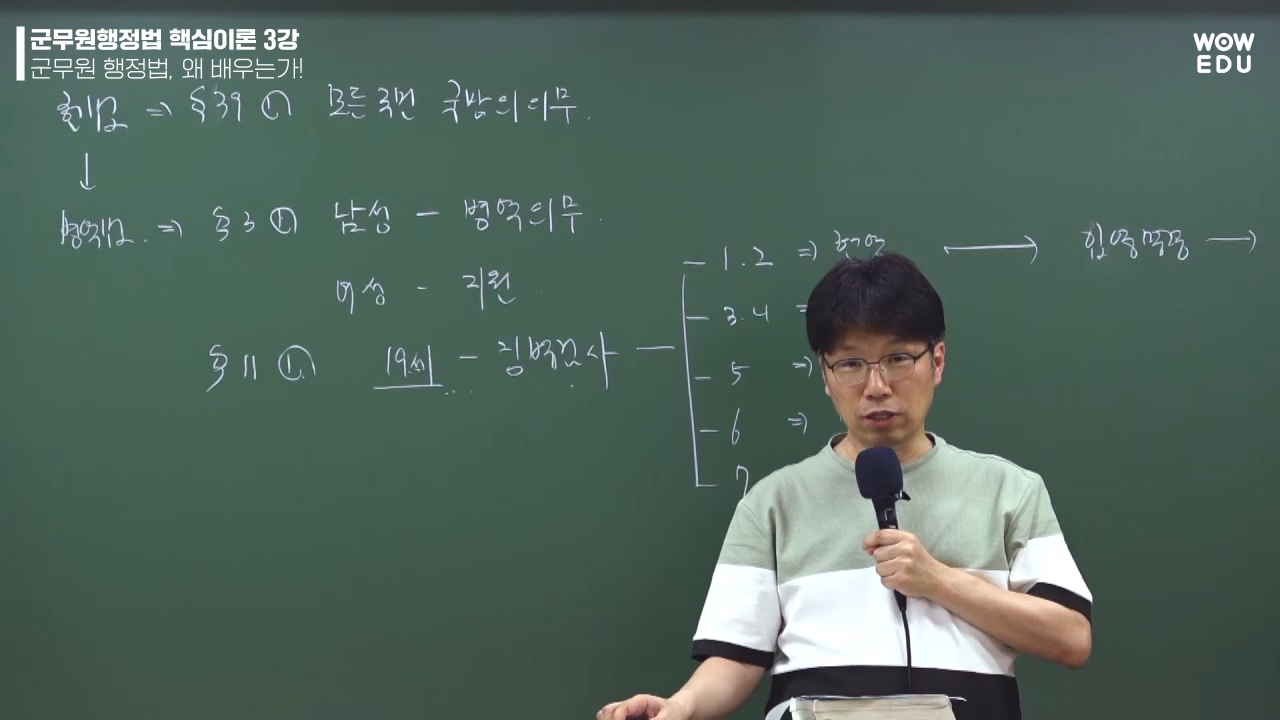 군무원행정법 핵심이론 3강
군무원 행정법, 왜 배우는가!
WOW
EDU
헌법 ⇒ §39 ① 모든국민 국방의 의무.
↓
병역법. ⇒ §3 ① 남성 - 병역의무.
여성 - 지원
§11 ① 19세 - 징병검사
1.2 ⇒ 현역 → 입영명령 →
3.4 ⇒
5 ⇒
6 ⇒
7